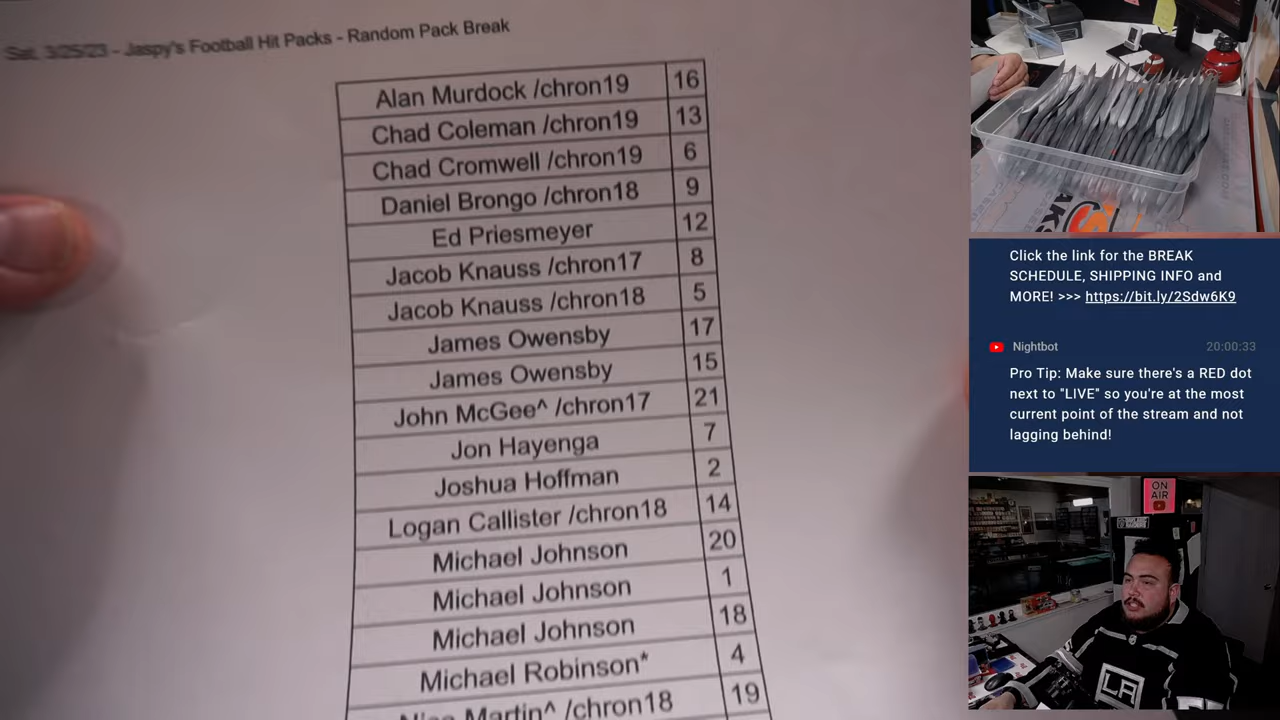 Sat, 3/25/23 - Jaspy's Football Hit Packs - Random Pack Break
Alan Murdock /chron19 16
Chad Coleman /chron19 13
Chad Cromwell /chron19 6
Daniel Brongo /chron18 9
Ed Priesmeyer 12
Jacob Knauss /chron17 8
Jacob Knauss /chron18 5
James Owensby 17
James Owensby 15
John McGee^ /chron17 21
Jon Hayenga 7
Joshua Hoffman 2
Logan Callister /chron18 14
Michael Johnson 20
Michael Johnson 1
Michael Johnson 18
Michael Robinson* 4
Martin^ /chron18 19
Click the link for the BREAK
SCHEDULE, SHIPPING INFO and
MORE! >>> https://bit.ly/2Sdw6K9
Nightbot 20:00:33
Pro Tip: Make sure there's a RED dot
next to "LIVE" so you're at the most
current point of the stream and not
lagging behind!
ON
AIR
LA